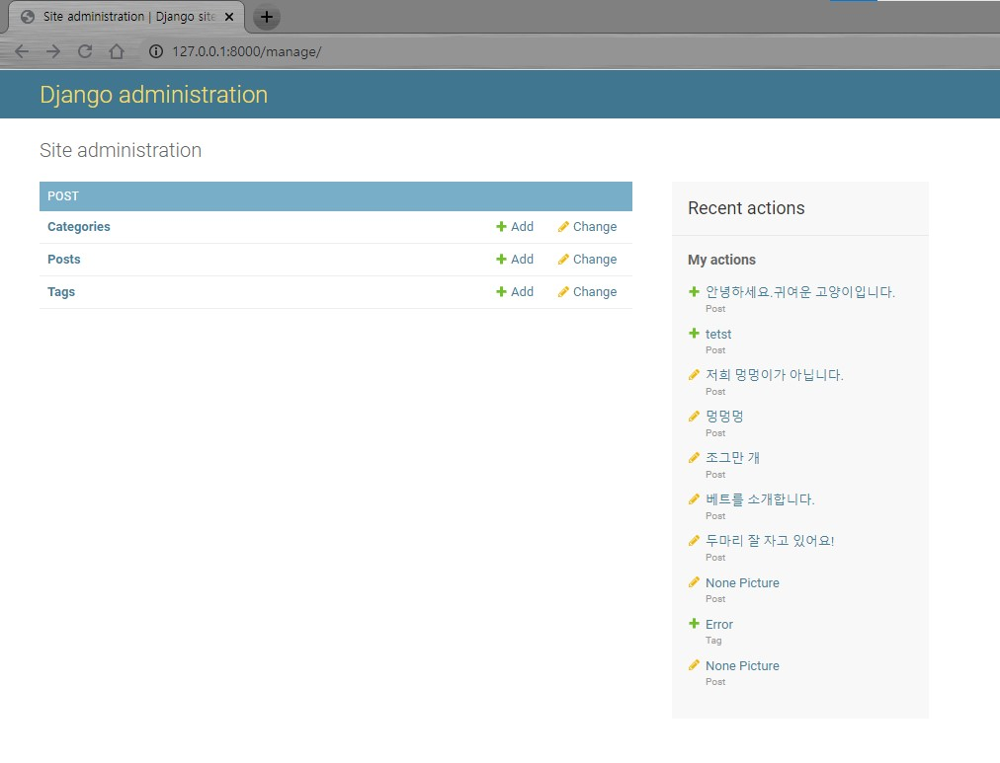 Site administration | Django site
127.0.0.1:8000/manage/
Django administration
Site administration
POST
Categories Add Change
Posts Add Change
Tags Add Change
Recent actions
My actions
안녕하세요.귀여운 고양이입니다.
Post
tetst
Post
저희 멍멍이가 아닙니다.
Post
멍멍멍
Post
조그만 개
Post
베트를 소개합니다.
Post
두마리 잘 자고 있어요!
Post
None Picture
Post
Error
Tag
None Picture
Post